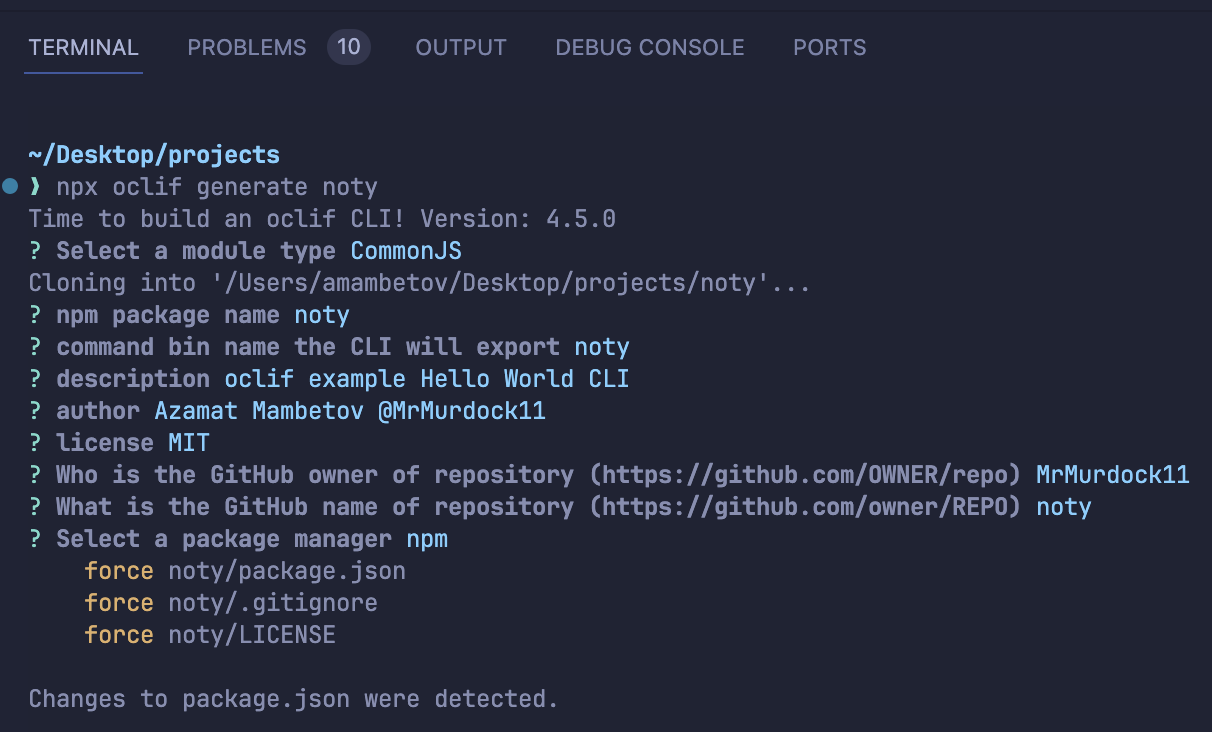 TERMINAL PROBLEMS 10 OUTPUT DEBUG CONSOLE PORTS
~/Desktop/projects
❯ npx oclif generate noty
Time to build an oclif CLI! Version: 4.5.0
? Select a module type CommonJS
Cloning into '/Users/amambetov/Desktop/projects/noty'...
? npm package name noty
? command bin name the CLI will export noty
? description oclif example Hello World CLI
? author Azamat Mambetov @MrMurdock11
? license MIT
? Who is the GitHub owner of repository (https://github.com/OWNER/repo) MrMurdock11
? What is the GitHub name of repository (https://github.com/owner/REPO) noty
? Select a package manager npm
force noty/package.json
force noty/.gitignore
force noty/LICENSE
Changes to package.json were detected.